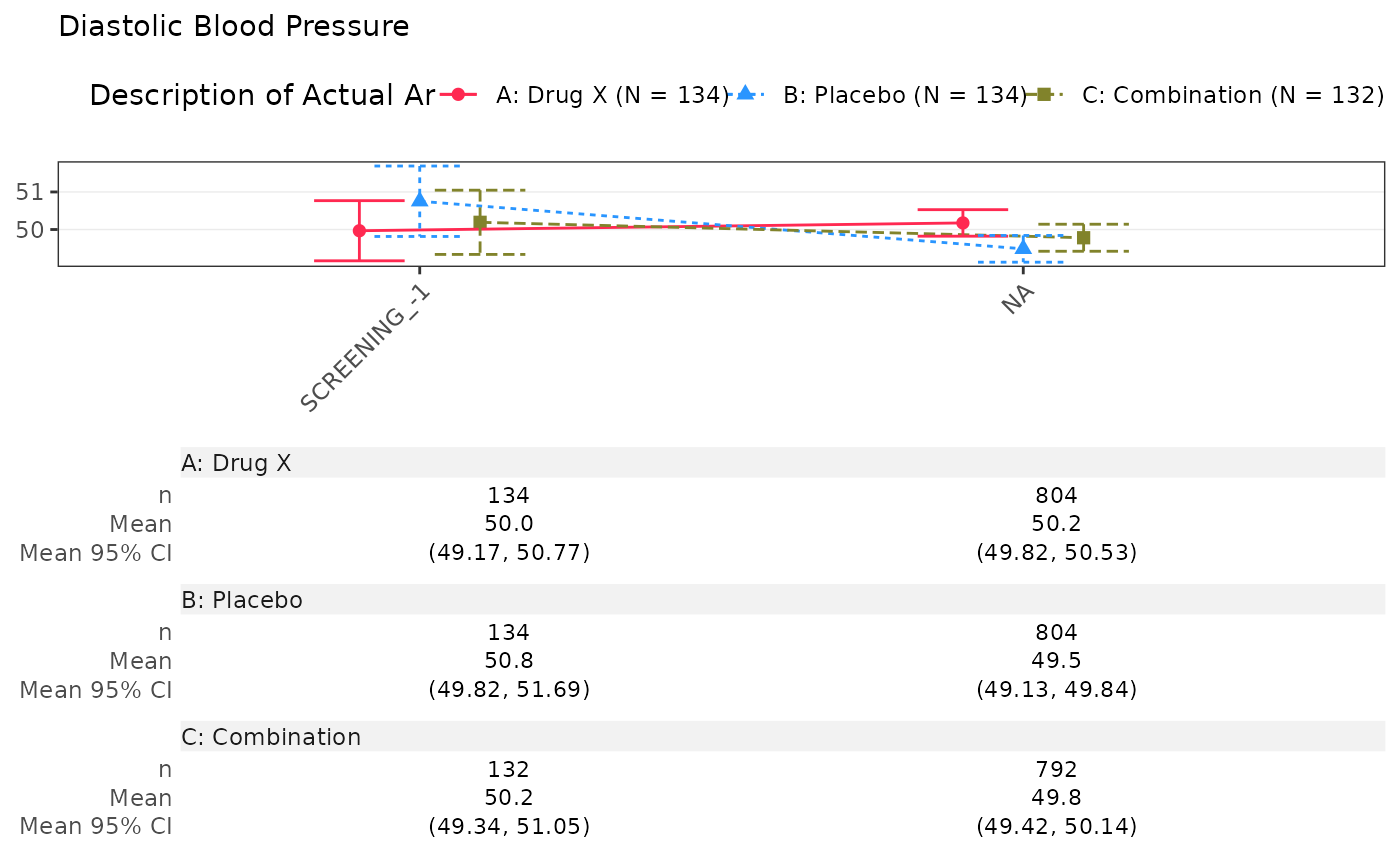 Diastolic Blood Pressure
Description of Actual Ar A: Drug X (N = 134) B: Placebo (N = 134) C: Combination (N = 132)
51
50
SCREENING_-1 NA
A: Drug X
n 134 804
Mean 50.0 50.2
Mean 95% CI (49.17, 50.77) (49.82, 50.53)
B: Placebo
n 134 804
Mean 50.8 49.5
Mean 95% CI (49.82, 51.69) (49.13, 49.84)
C: Combination
n 132 792
Mean 50.2 49.8
Mean 95% CI (49.34, 51.05) (49.42, 50.14)